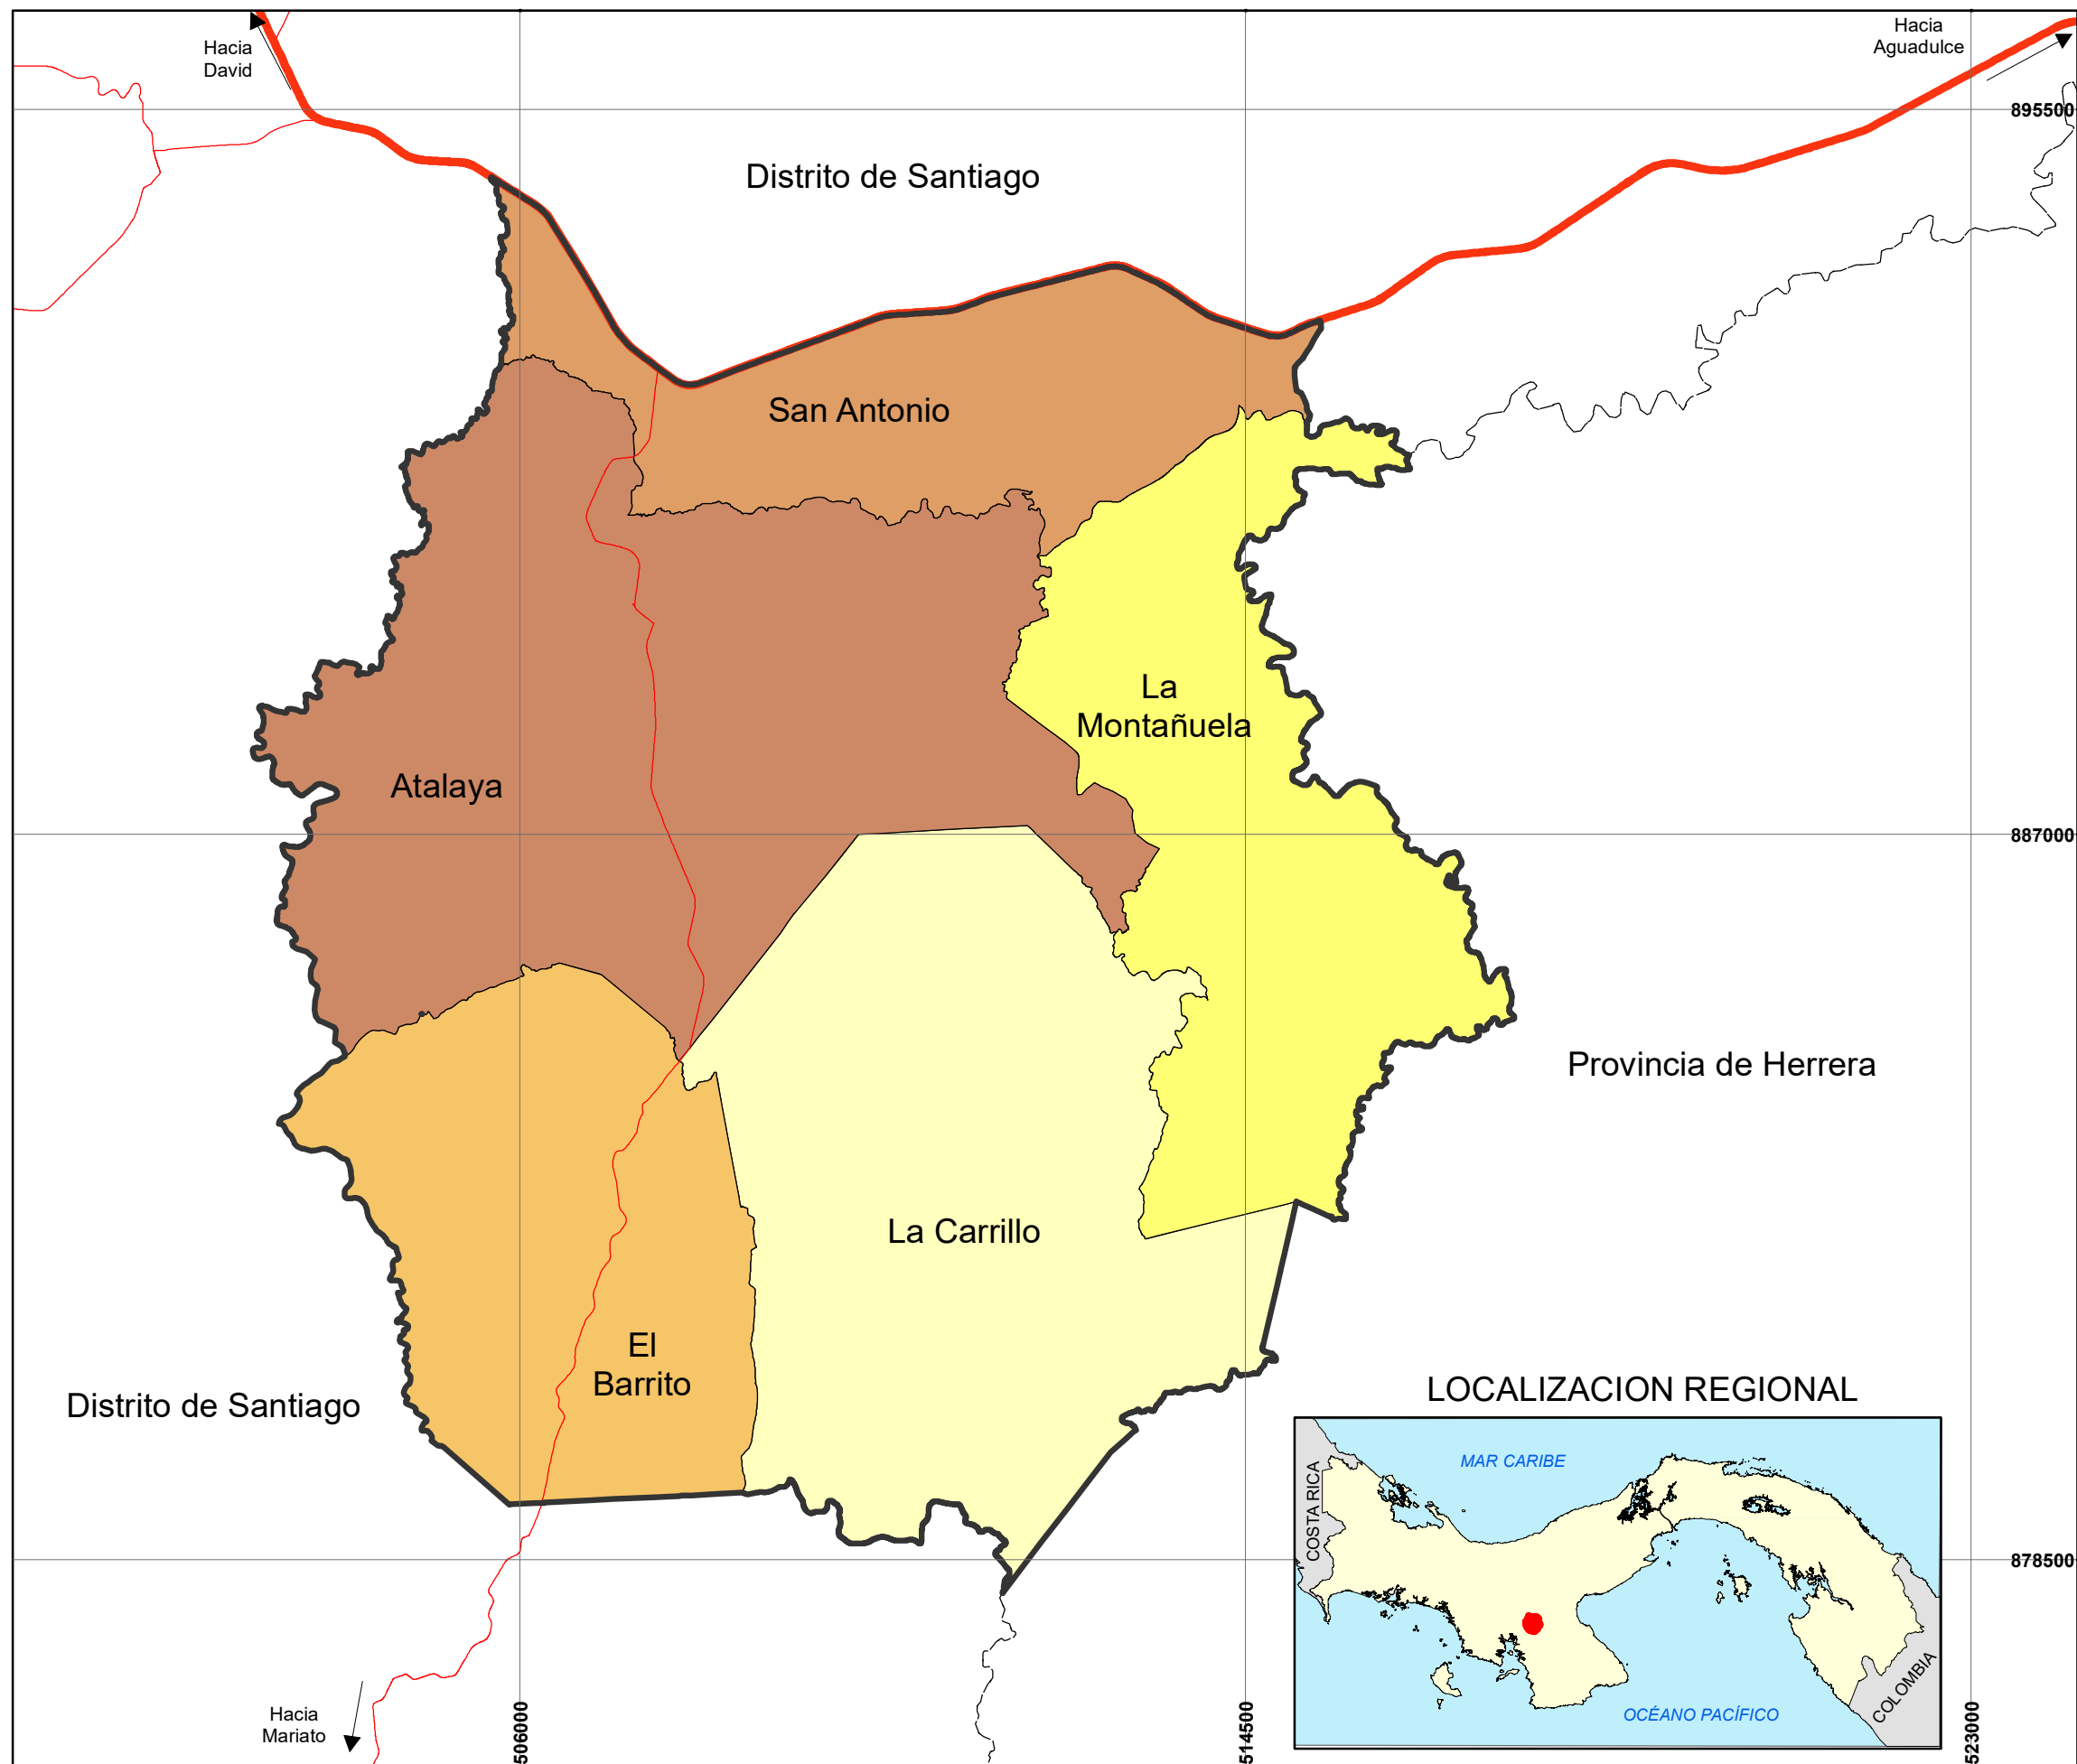 Hacia
David
Hacia
Aguadulce
895500
Distrito de Santiago
San Antonio
La
Montañuela
Atalaya
887000
Provincia de Herrera
La Carrillo
El
Barrito
Distrito de Santiago
LOCALIZACION REGIONAL
MAR CARIBE
COSTA RICA
878500
COLOMBIA
OCÉANO PACÍFICO
Hacia
Mariato
506000
514500
523000